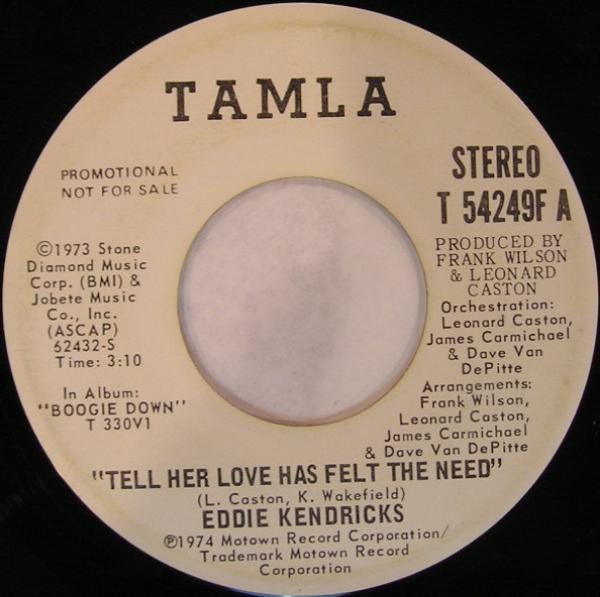 TAMLA
PROMOTIONAL
NOT FOR SALE
STEREO
T 54249F A
©1973 Stone
Diamond Music
Corp. (BMI) &
Jobete Music
Co., Inc.
(ASCAP)
62432-S
Time: 3:10
In Album:
"BOOGIE DOWN"
T 330V1
PRODUCED BY
FRANK WILSON
& LEONARD
CASTON
Orchestration:
Leonard Caston,
James Carmichael
& Dave Van
DePitte
Arrangements:
Frank Wilson,
Leonard Caston,
James Carmichael
& Dave Van DePitte
"TELL HER LOVE HAS FELT THE NEED"
(L. Caston, K. Wakefield)
EDDIE KENDRICKS
℗1974 Motown Record Corporation/
Trademark Motown Record
Corporation